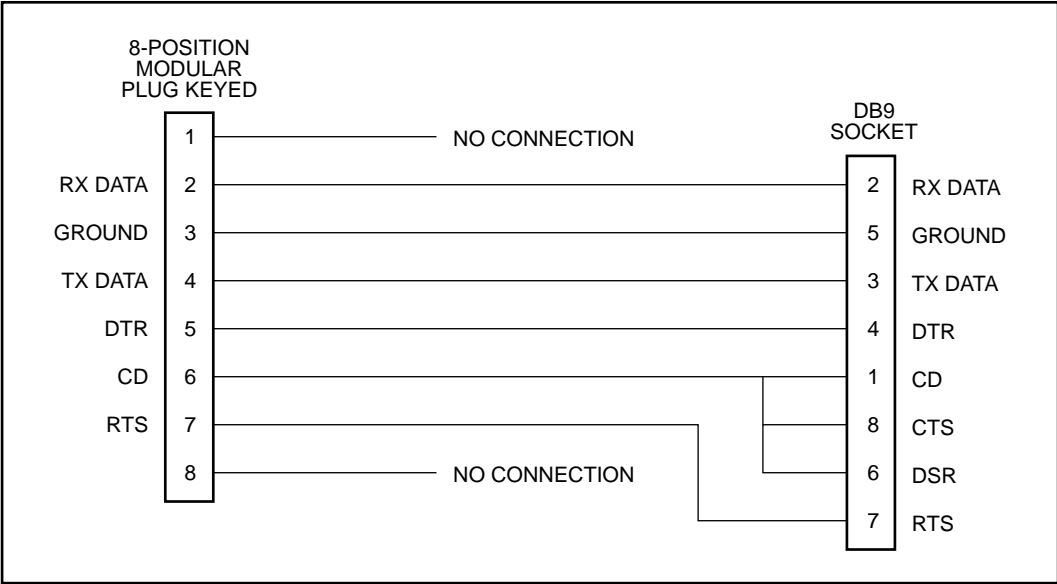 8-POSITION
MODULAR
PLUG KEYED
DB9
SOCKET
1 NO CONNECTION
RX DATA 2 2 RX DATA
GROUND 3 5 GROUND
TX DATA 4 3 TX DATA
DTR 5 4 DTR
CD 6 1 CD
RTS 7 8 CTS
8 NO CONNECTION 6 DSR
7 RTS